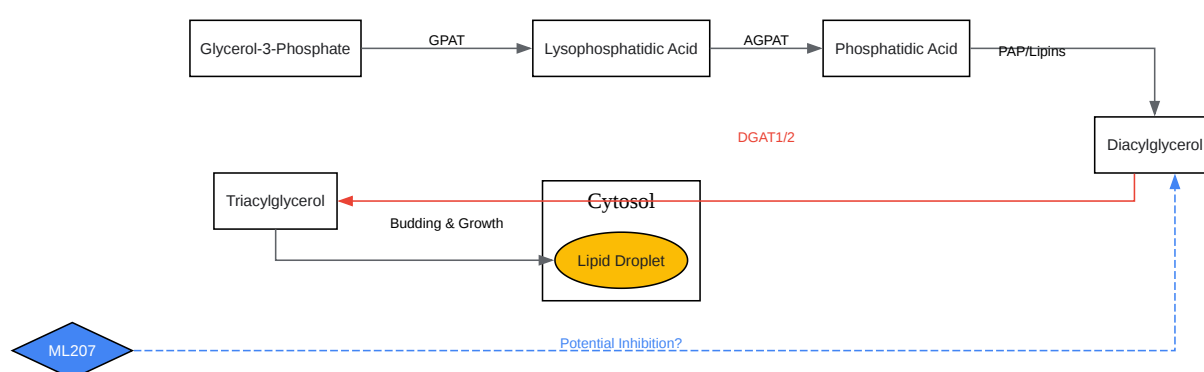 Glycerol-3-Phosphate
GPAT
Lysophosphatidic Acid
AGPAT
Phosphatidic Acid
PAP/Lipins
DGAT1/2
Diacylglycerol
Triacylglycerol
Cytosol
Budding & Growth
Lipid Droplet
ML207
Potential Inhibition?